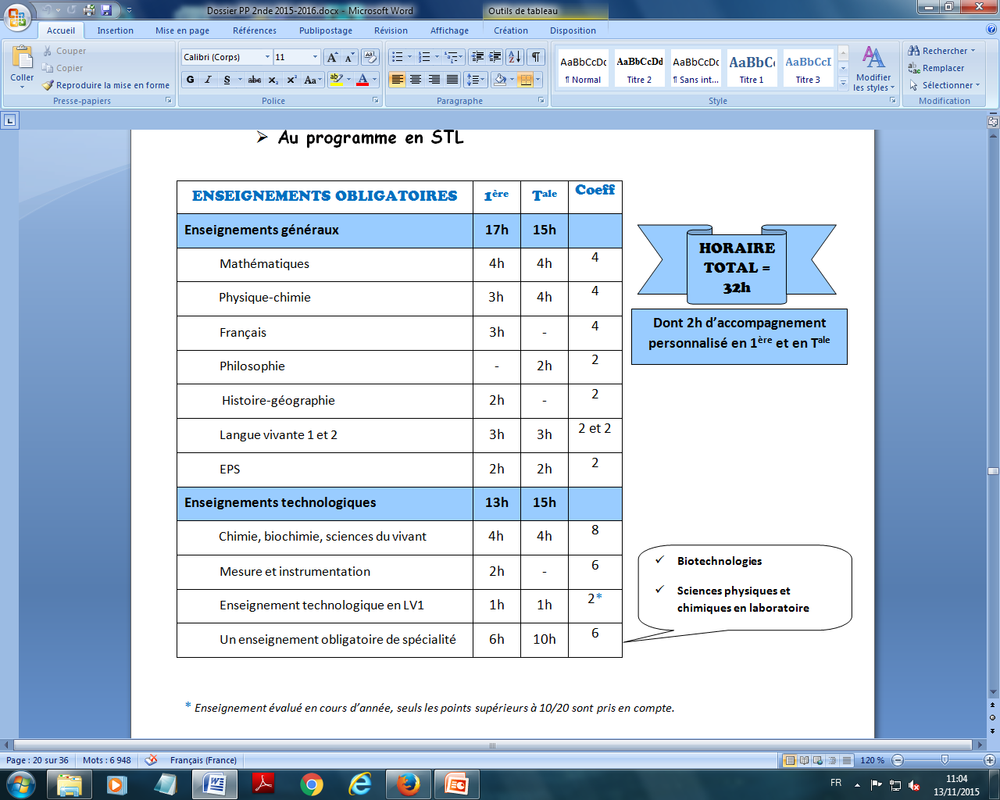 Dossier PP 2nde 2015-2016.docx - Microsoft Word
Outils de tableau
Accueil Insertion Mise en page Références Publipostage Révision Affichage Création Disposition
Coller
Couper
Copier
Reproduire la mise en forme
Presse-papiers
Calibri (Corps) 11
G I S abc x₂ x² Aa
Police
Paragraphe
AaBbCcDc AaBbCcDd AaBbCcDc AaBbCc AaBbCcI
¶ Normal Titre 2 ¶ Sans int... Titre 1 Titre 3
Modifier les styles
Style
Rechercher
Remplacer
Sélectionner
Modification
➢ Au programme en STL
ENSEIGNEMENTS OBLIGATOIRES 1ère Tale Coeff
Enseignements généraux 17h 15h
Mathématiques 4h 4h 4
Physique-chimie 3h 4h 4
Français 3h - 4
Philosophie - 2h 2
Histoire-géographie 2h - 2
Langue vivante 1 et 2 3h 3h 2 et 2
EPS 2h 2h 2
Enseignements technologiques 13h 15h
Chimie, biochimie, sciences du vivant 4h 4h 8
Mesure et instrumentation 2h - 6
Enseignement technologique en LV1 1h 1h 2*
Un enseignement obligatoire de spécialité 6h 10h 6
HORAIRE
TOTAL =
32h
Dont 2h d'accompagnement
personnalisé en 1ère et en Tale
✓ Biotechnologies
✓ Sciences physiques et
chimiques en laboratoire
* Enseignement évalué en cours d'année, seuls les points supérieurs à 10/20 sont pris en compte.
Page : 20 sur 36 Mots : 6 948 Français (France) 120 %
FR 11:04
13/11/2015